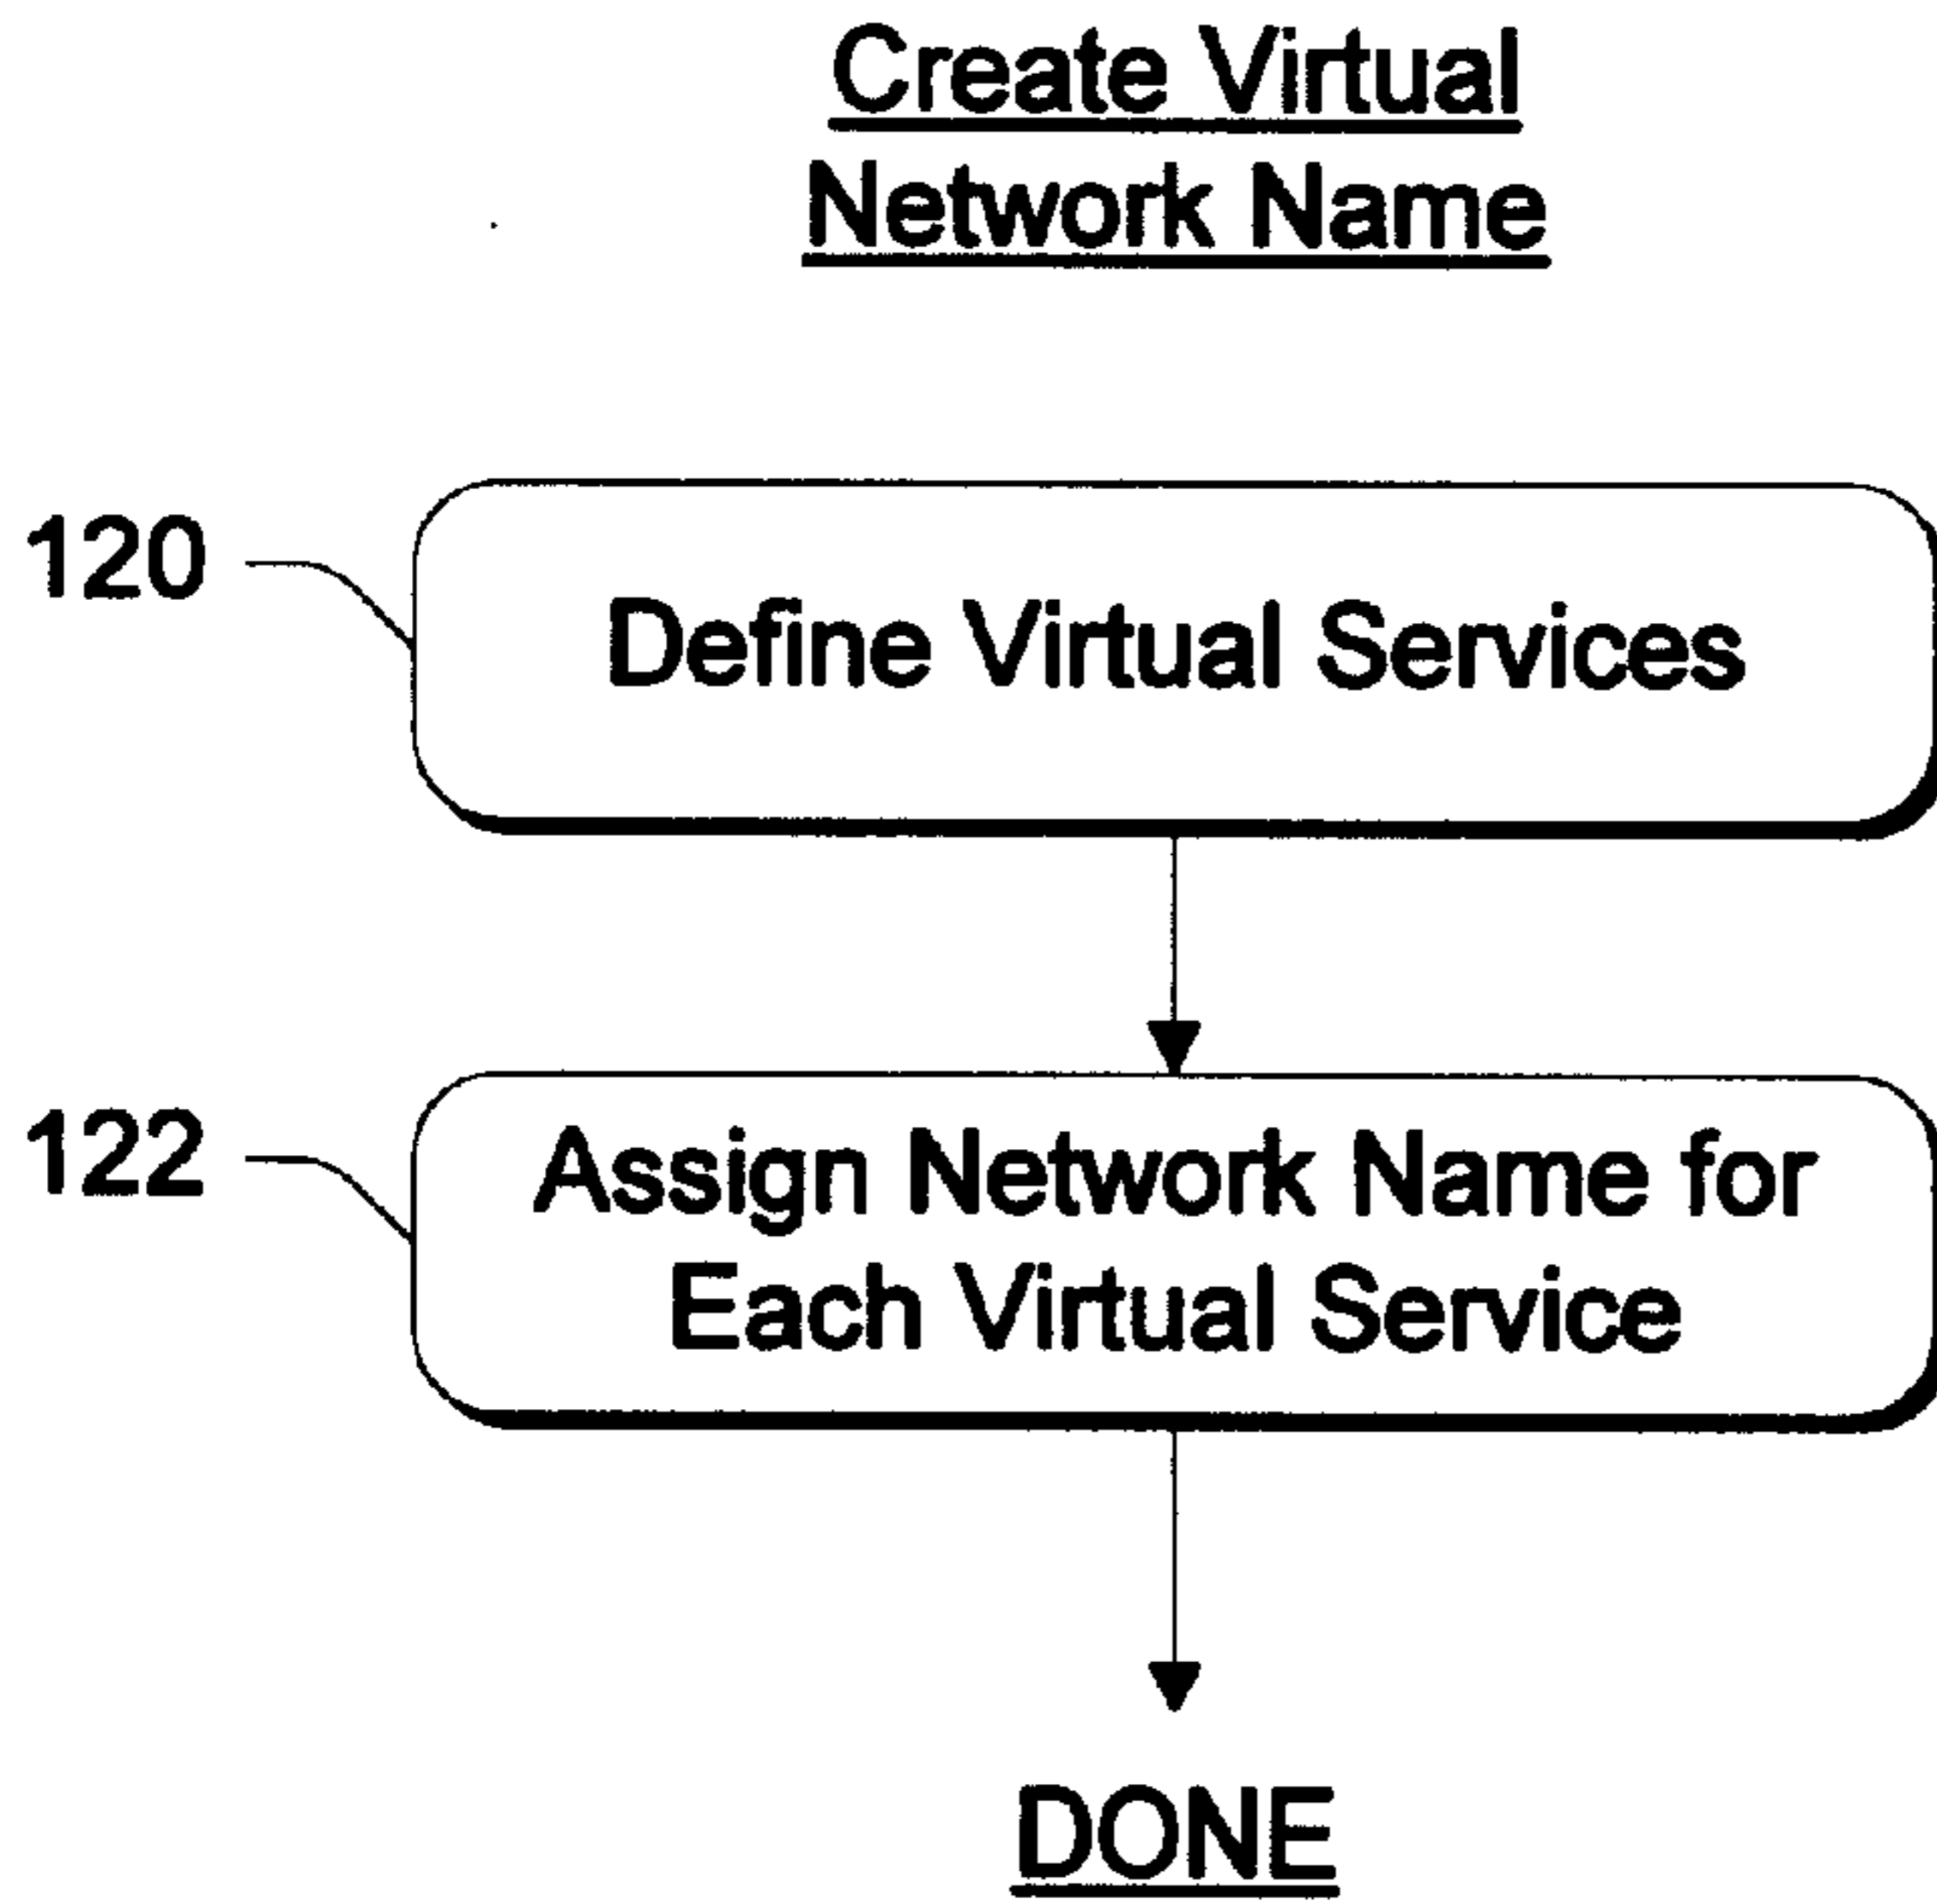 Create Virtual
Network Name
120
Define Virtual Services
122
Assign Network Name for
Each Virtual Service
DONE